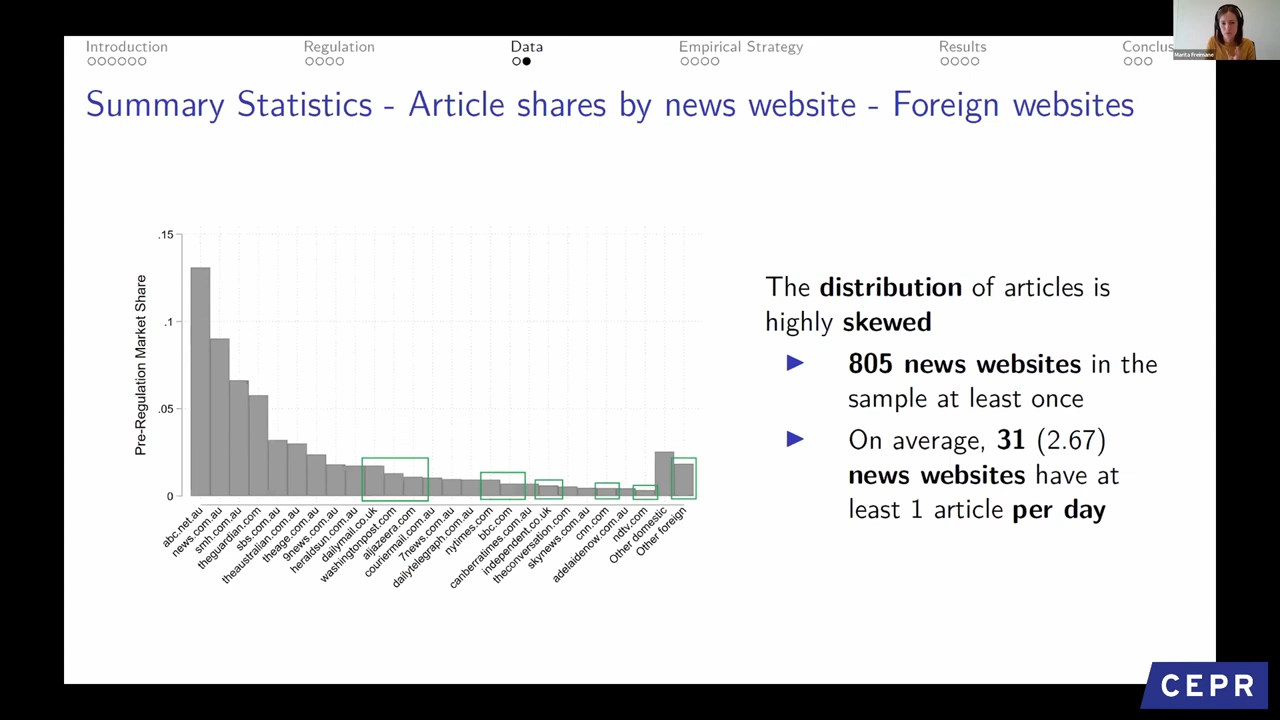 Introduction
Regulation
Data
Empirical Strategy
Results
Conclus
Marita Freimane
Summary Statistics - Article shares by news website - Foreign websites
Pre-Regulation Market Share
.15
.1
.05
0
abc.net.au
news.com.au
smh.com.au
theguardian.com
sbs.com.au
theaustralian.com.au
theage.com.au
9news.com.au
heraldsun.com.au
dailymail.co.uk
washingtonpost.com
aljazeera.com
couriermail.com.au
7news.com.au
dailytelegraph.com.au
nytimes.com
bbc.com
canberratimes.com.au
independent.co.uk
theconversation.com
skynews.com.au
cnn.com
adelaidenow.com.au
ndtv.com
Other domestic
Other foreign
The distribution of articles is
highly skewed
805 news websites in the
sample at least once
On average, 31 (2.67)
news websites have at
least 1 article per day
CEPR